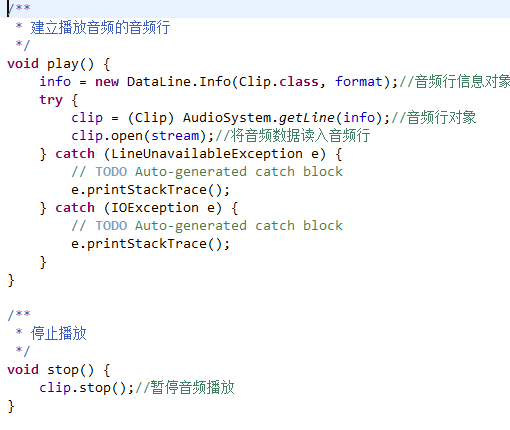 /**
 * 建立播放音频的音频行
 */
void play() {
    info = new DataLine.Info(Clip.class, format);//音频行信息对象
    try {
        clip = (Clip) AudioSystem.getLine(info);//音频行对象
        clip.open(stream);//将音频数据读入音频行
    } catch (LineUnavailableException e) {
        // TODO Auto-generated catch block
        e.printStackTrace();
    } catch (IOException e) {
        // TODO Auto-generated catch block
        e.printStackTrace();
    }
}

/**
 * 停止播放
 */
void stop() {
    clip.stop();//暂停音频播放
}